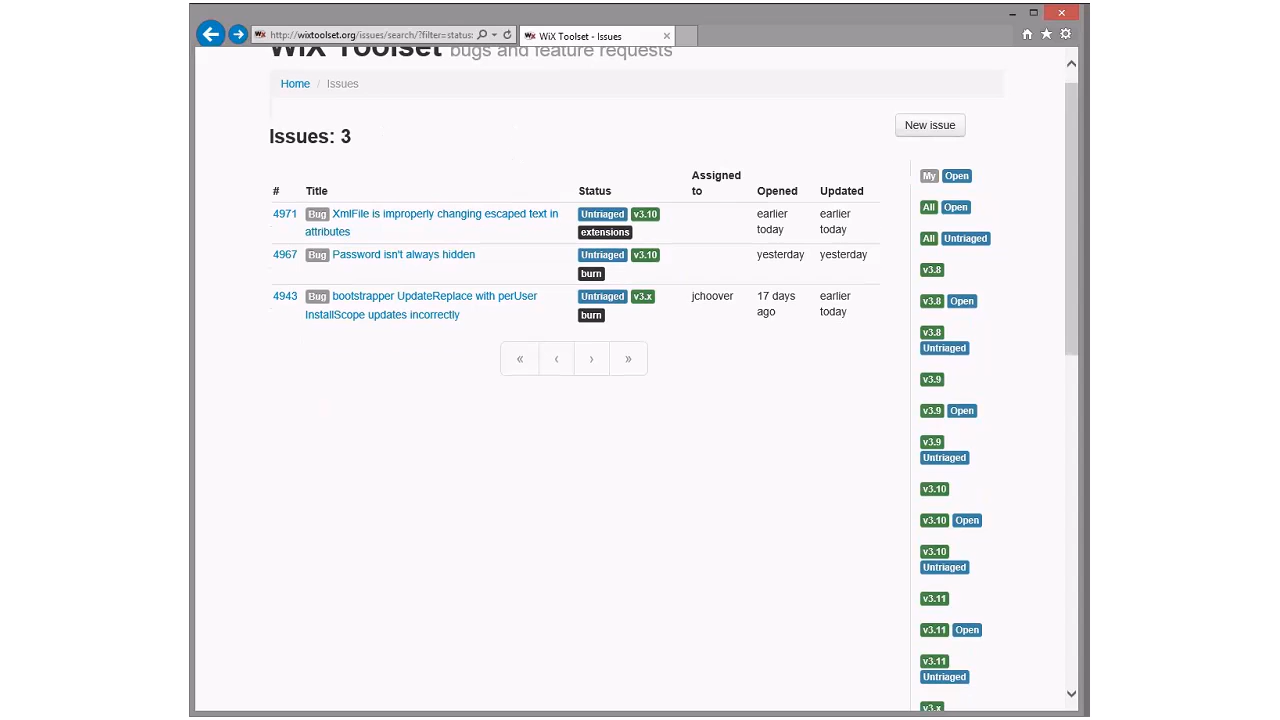 http://wixtoolset.org/issues/search/?filter=status:
WiX Toolset - Issues
WiX Toolset bugs and feature requests
Home / Issues
New issue
Issues: 3
# Title Status Assigned to Opened Updated
4971 Bug XmlFile is improperly changing escaped text in attributes Untriaged v3.10 extensions earlier today earlier today
4967 Bug Password isn't always hidden Untriaged v3.10 burn yesterday yesterday
4943 Bug bootstrapper UpdateReplace with perUser InstallScope updates incorrectly Untriaged v3.x burn jchoover 17 days ago earlier today
« ‹ › »
My Open
All Open
All Untriaged
v3.8
v3.8 Open
v3.8
Untriaged
v3.9
v3.9 Open
v3.9
Untriaged
v3.10
v3.10 Open
v3.10
Untriaged
v3.11
v3.11 Open
v3.11
Untriaged
v3.x